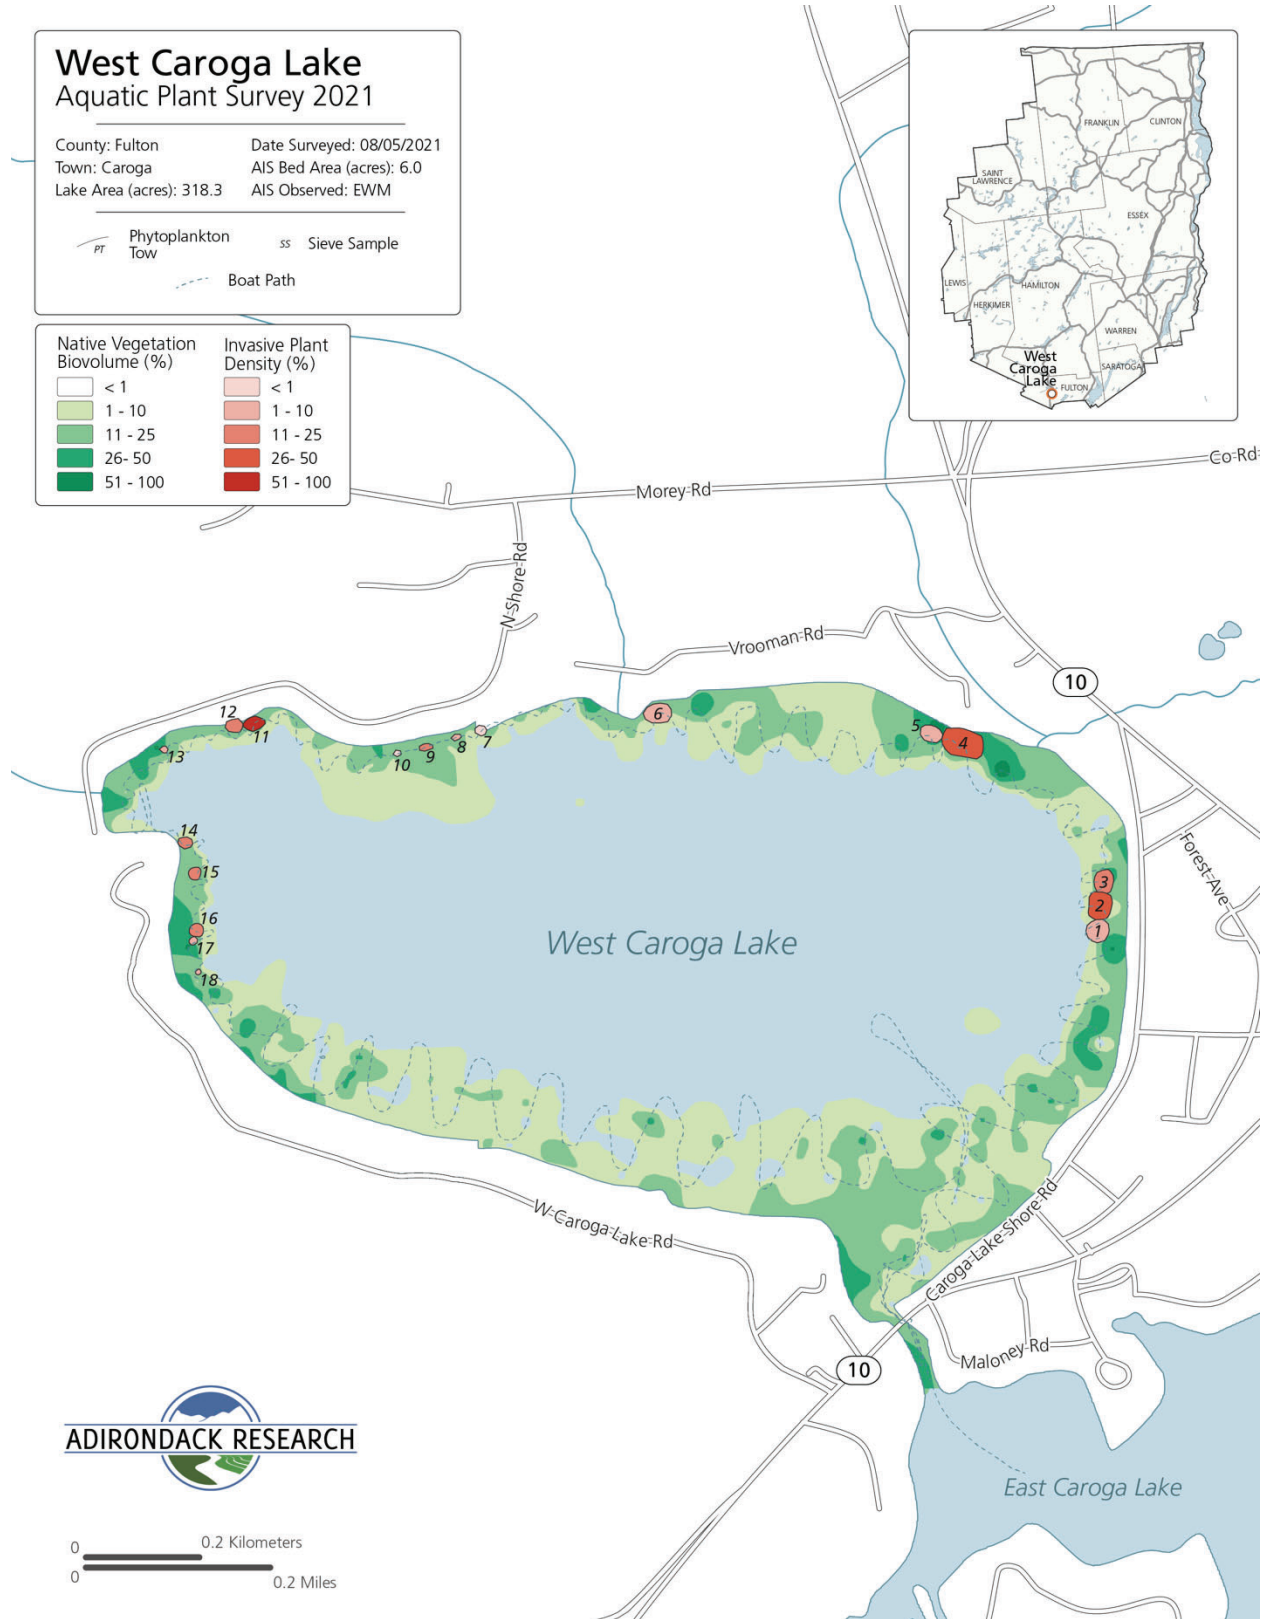 West Caroga Lake
Aquatic Plant Survey 2021
County: Fulton
Town: Caroga
Lake Area (acres): 318.3
Date Surveyed: 08/05/2021
AIS Bed Area (acres): 6.0
AIS Observed: EWM
PT
Phytoplankton
Tow
SS
Sieve Sample
Boat Path
Native Vegetation
Biovolume (%)
< 1
1 - 10
11 - 25
26- 50
51 - 100
Invasive Plant
Density (%)
< 1
1 - 10
11 - 25
26- 50
51 - 100
FRANKLIN
CLINTON
SAINT
LAWRENCE
ESSEX
LEWIS
HAMILTON
HERKIMER
WARREN
West
Caroga
Lake
SARATOGA
FULTON
Co Rd
Morey Rd
N Shore Rd
Vrooman Rd
10
12
11
13
10
9
8
7
6
5
4
14
15
16
17
18
3
2
1
Forest Ave
West Caroga Lake
W Caroga Lake Rd
Caroga Lake Shore Rd
Maloney Rd
10
East Caroga Lake
ADIRONDACK RESEARCH
0
0.2 Kilometers
0
0.2 Miles